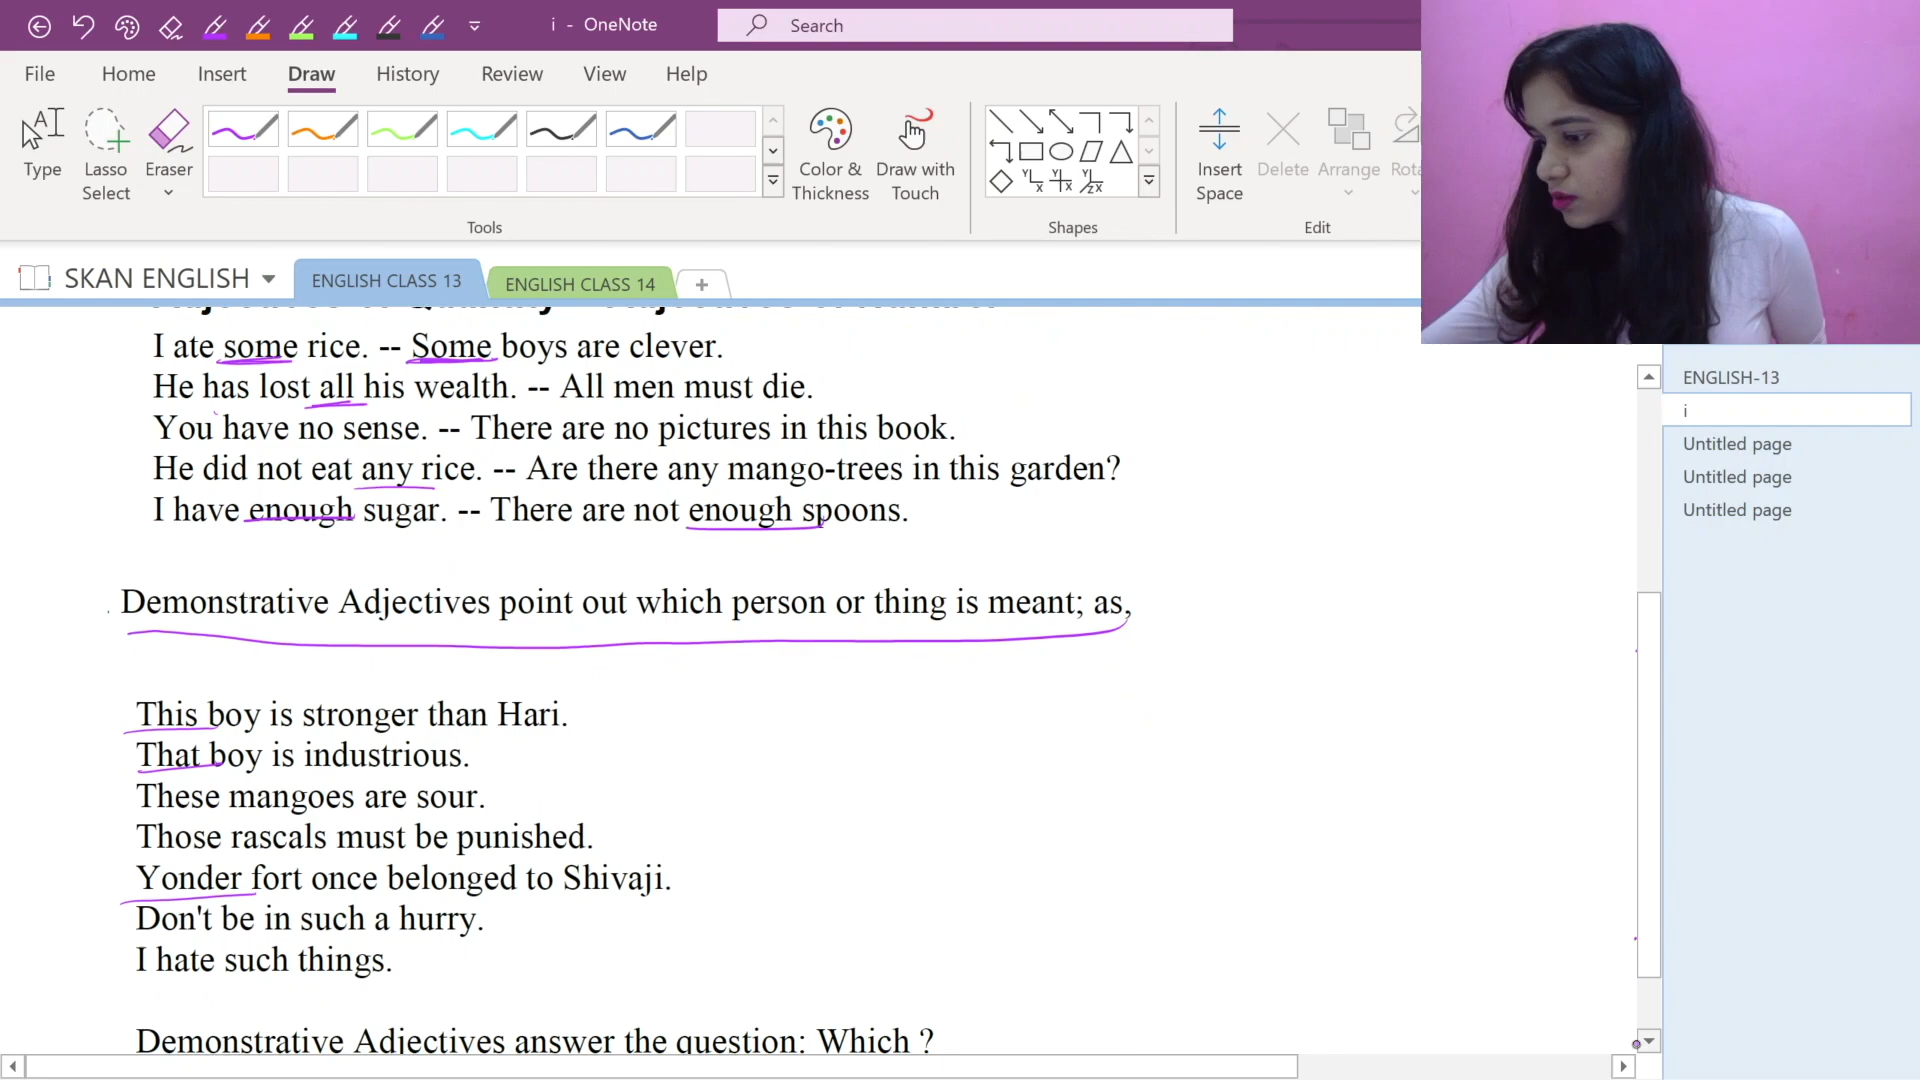 i - OneNote
Search
File Home Insert Draw History Review View Help
Type
Lasso Select
Eraser
Color & Thickness
Draw with Touch
Insert Space
Delete
Arrange
Tools
Shapes
Edit
SKAN ENGLISH
ENGLISH CLASS 13
ENGLISH CLASS 14
I ate some rice. -- Some boys are clever.
He has lost all his wealth. -- All men must die.
You have no sense. -- There are no pictures in this book.
He did not eat any rice. -- Are there any mango-trees in this garden?
I have enough sugar. -- There are not enough spoons.
Demonstrative Adjectives point out which person or thing is meant; as,
This boy is stronger than Hari.
That boy is industrious.
These mangoes are sour.
Those rascals must be punished.
Yonder fort once belonged to Shivaji.
Don't be in such a hurry.
I hate such things.
Demonstrative Adjectives answer the question: Which ?
ENGLISH-13
i
Untitled page
Untitled page
Untitled page